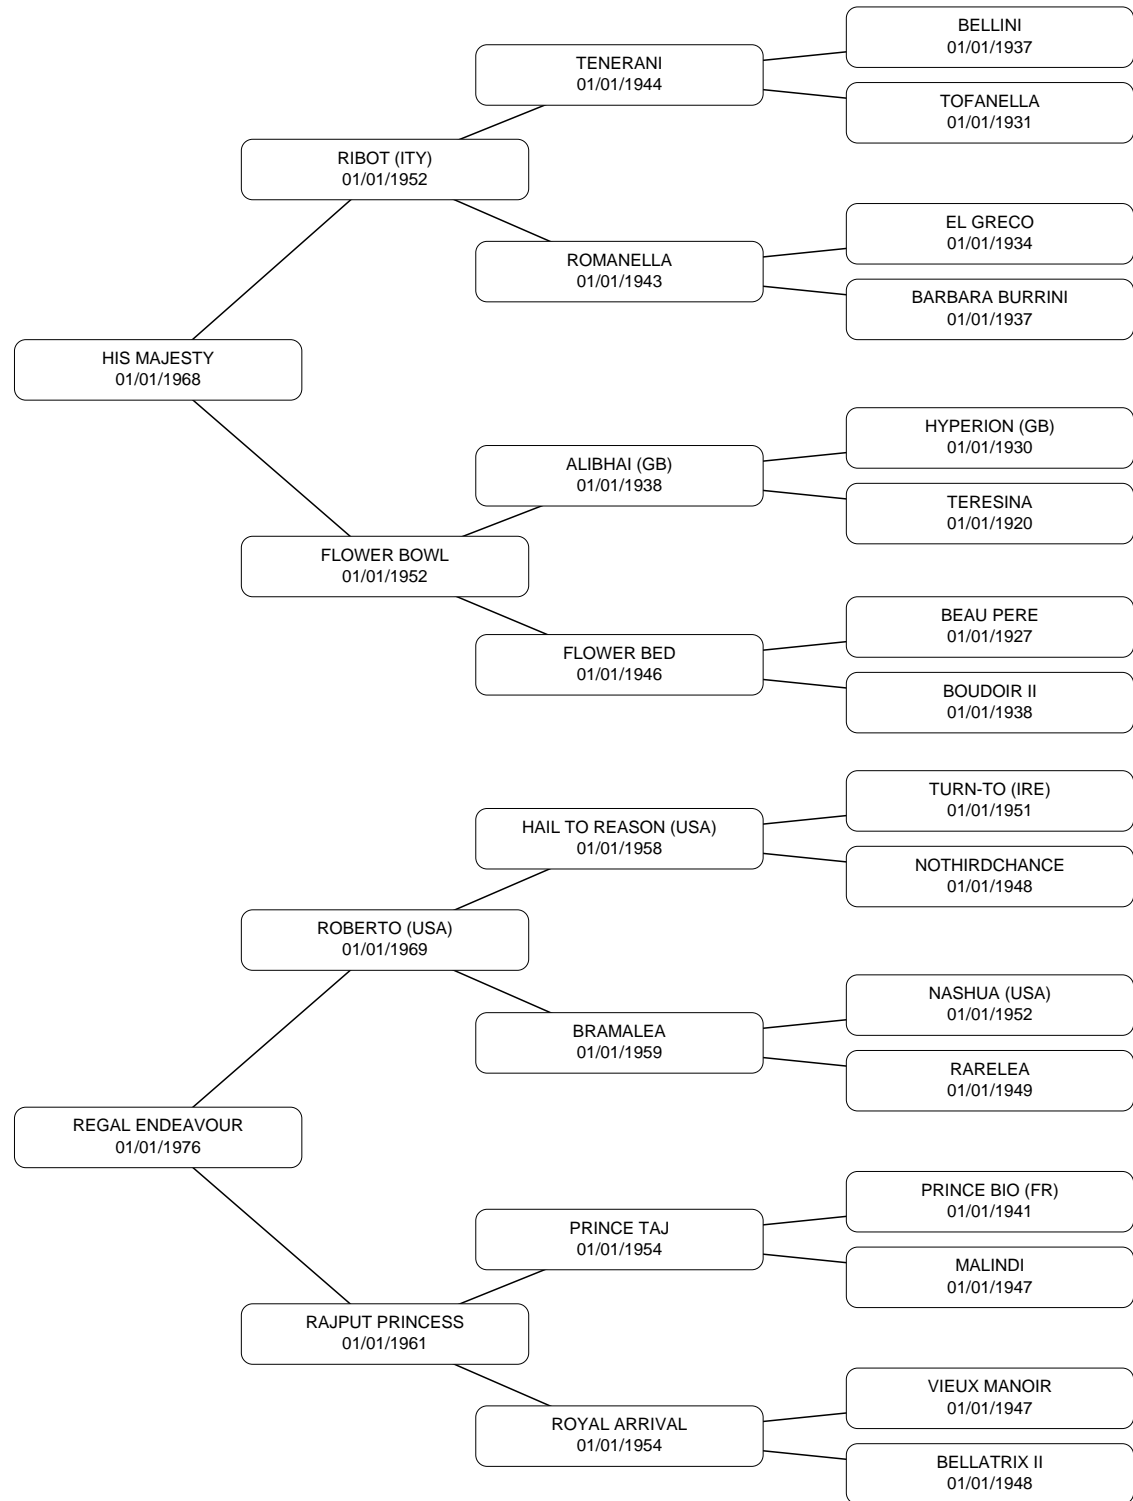 BELLINI
01/01/1937
TENERANI
01/01/1944
TOFANELLA
01/01/1931
RIBOT (ITY)
01/01/1952
EL GRECO
01/01/1934
ROMANELLA
01/01/1943
BARBARA BURRINI
01/01/1937
HIS MAJESTY
01/01/1968
HYPERION (GB)
01/01/1930
ALIBHAI (GB)
01/01/1938
TERESINA
01/01/1920
FLOWER BOWL
01/01/1952
BEAU PERE
01/01/1927
FLOWER BED
01/01/1946
BOUDOIR II
01/01/1938
TURN-TO (IRE)
01/01/1951
HAIL TO REASON (USA)
01/01/1958
NOTHIRDCHANCE
01/01/1948
ROBERTO (USA)
01/01/1969
NASHUA (USA)
01/01/1952
BRAMALEA
01/01/1959
RARELEA
01/01/1949
REGAL ENDEAVOUR
01/01/1976
PRINCE BIO (FR)
01/01/1941
PRINCE TAJ
01/01/1954
MALINDI
01/01/1947
RAJPUT PRINCESS
01/01/1961
VIEUX MANOIR
01/01/1947
ROYAL ARRIVAL
01/01/1954
BELLATRIX II
01/01/1948